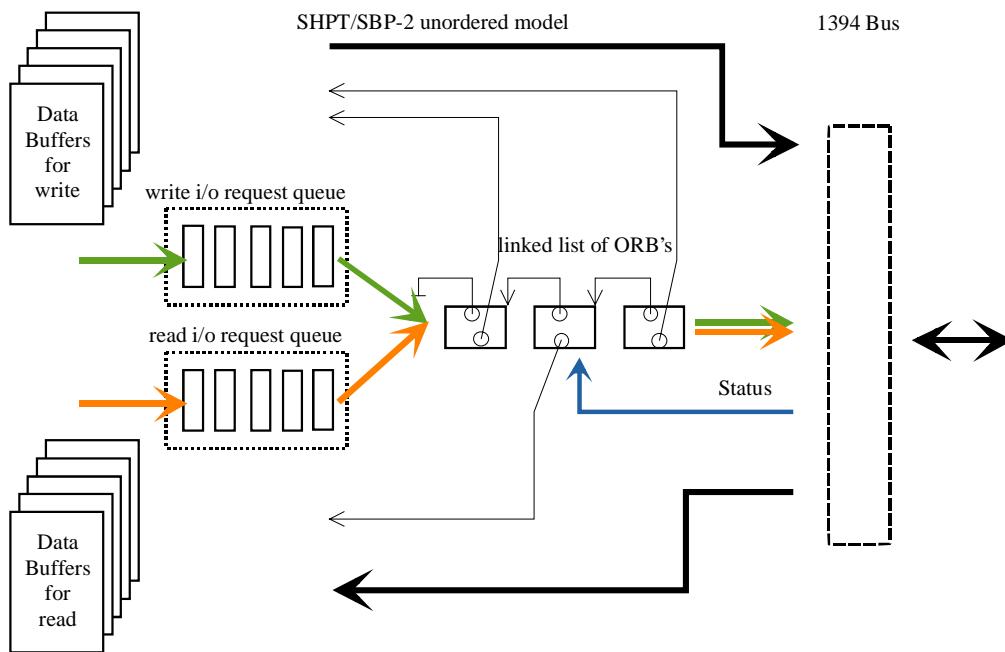 SHPT/SBP-2 unordered model
1394 Bus
Data
Buffers
for
write
write i/o request queue
linked list of ORB's
read i/o request queue
Status
Data
Buffers
for
read